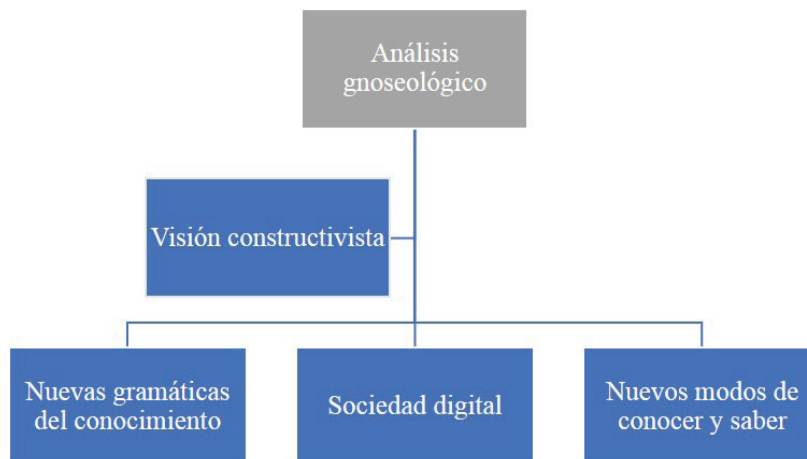 Análisis
gnoseológico
Visión constructivista
Nuevas gramáticas
del conocimiento
Sociedad digital
Nuevos modos de
conocer y saber